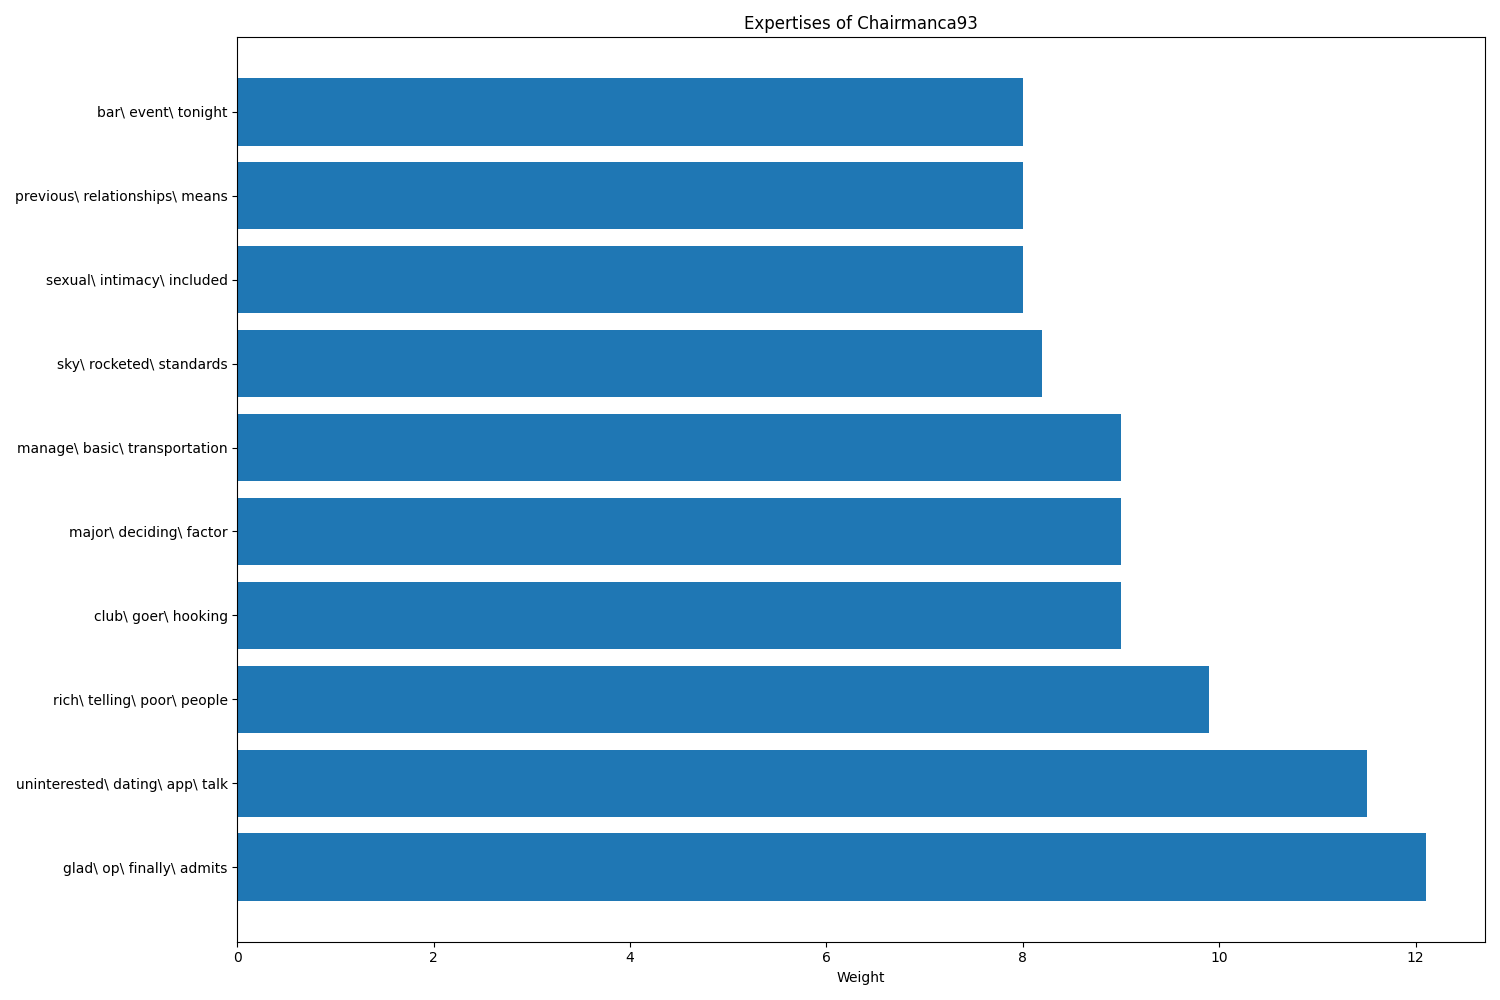 Expertises of Chairmanca93
bar\ event\ tonight
previous\ relationships\ means
sexual\ intimacy\ included
sky\ rocketed\ standards
manage\ basic\ transportation
major\ deciding\ factor
club\ goer\ hooking
rich\ telling\ poor\ people
uninterested\ dating\ app\ talk
glad\ op\ finally\ admits
0 2 4 6 8 10 12
Weight